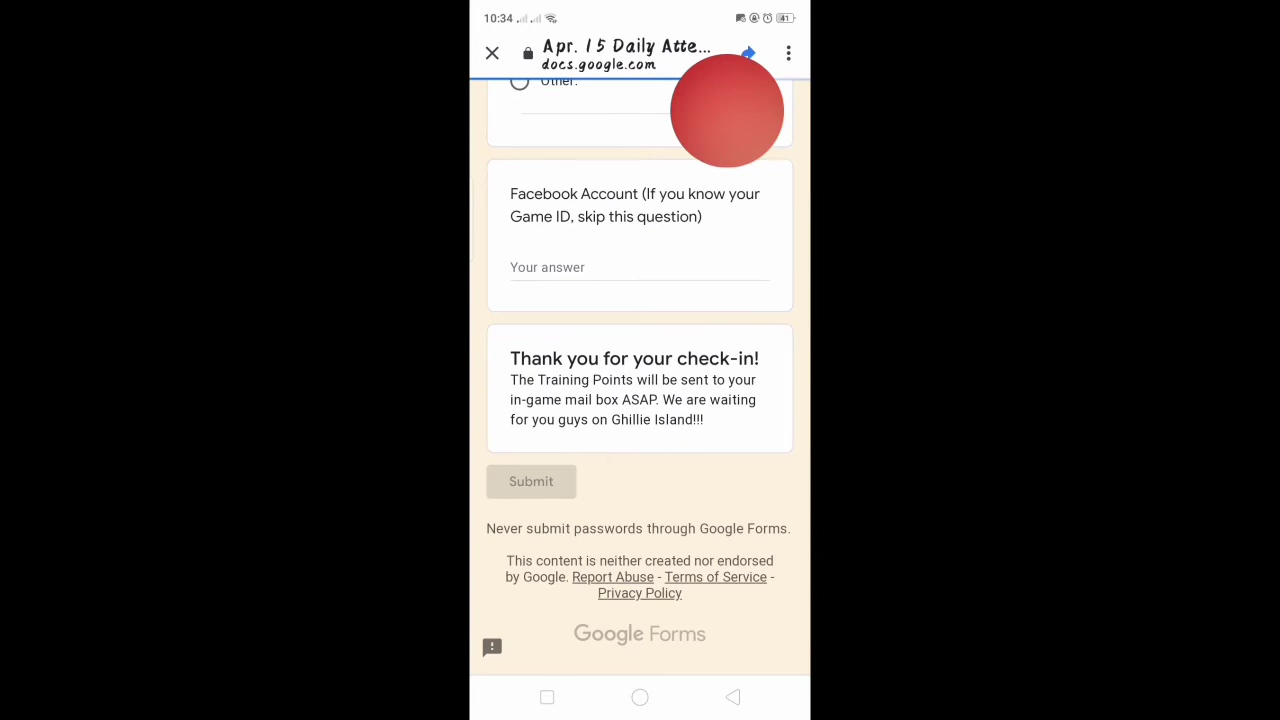 10:34
41
Apr. 15 Daily Atte...
docs.google.com
Other:
Facebook Account (If you know your
Game ID, skip this question)
Your answer
Thank you for your check-in!
The Training Points will be sent to your
in-game mail box ASAP. We are waiting
for you guys on Ghillie Island!!!
Submit
Never submit passwords through Google Forms.
This content is neither created nor endorsed
by Google. Report Abuse - Terms of Service -
Privacy Policy
Google Forms